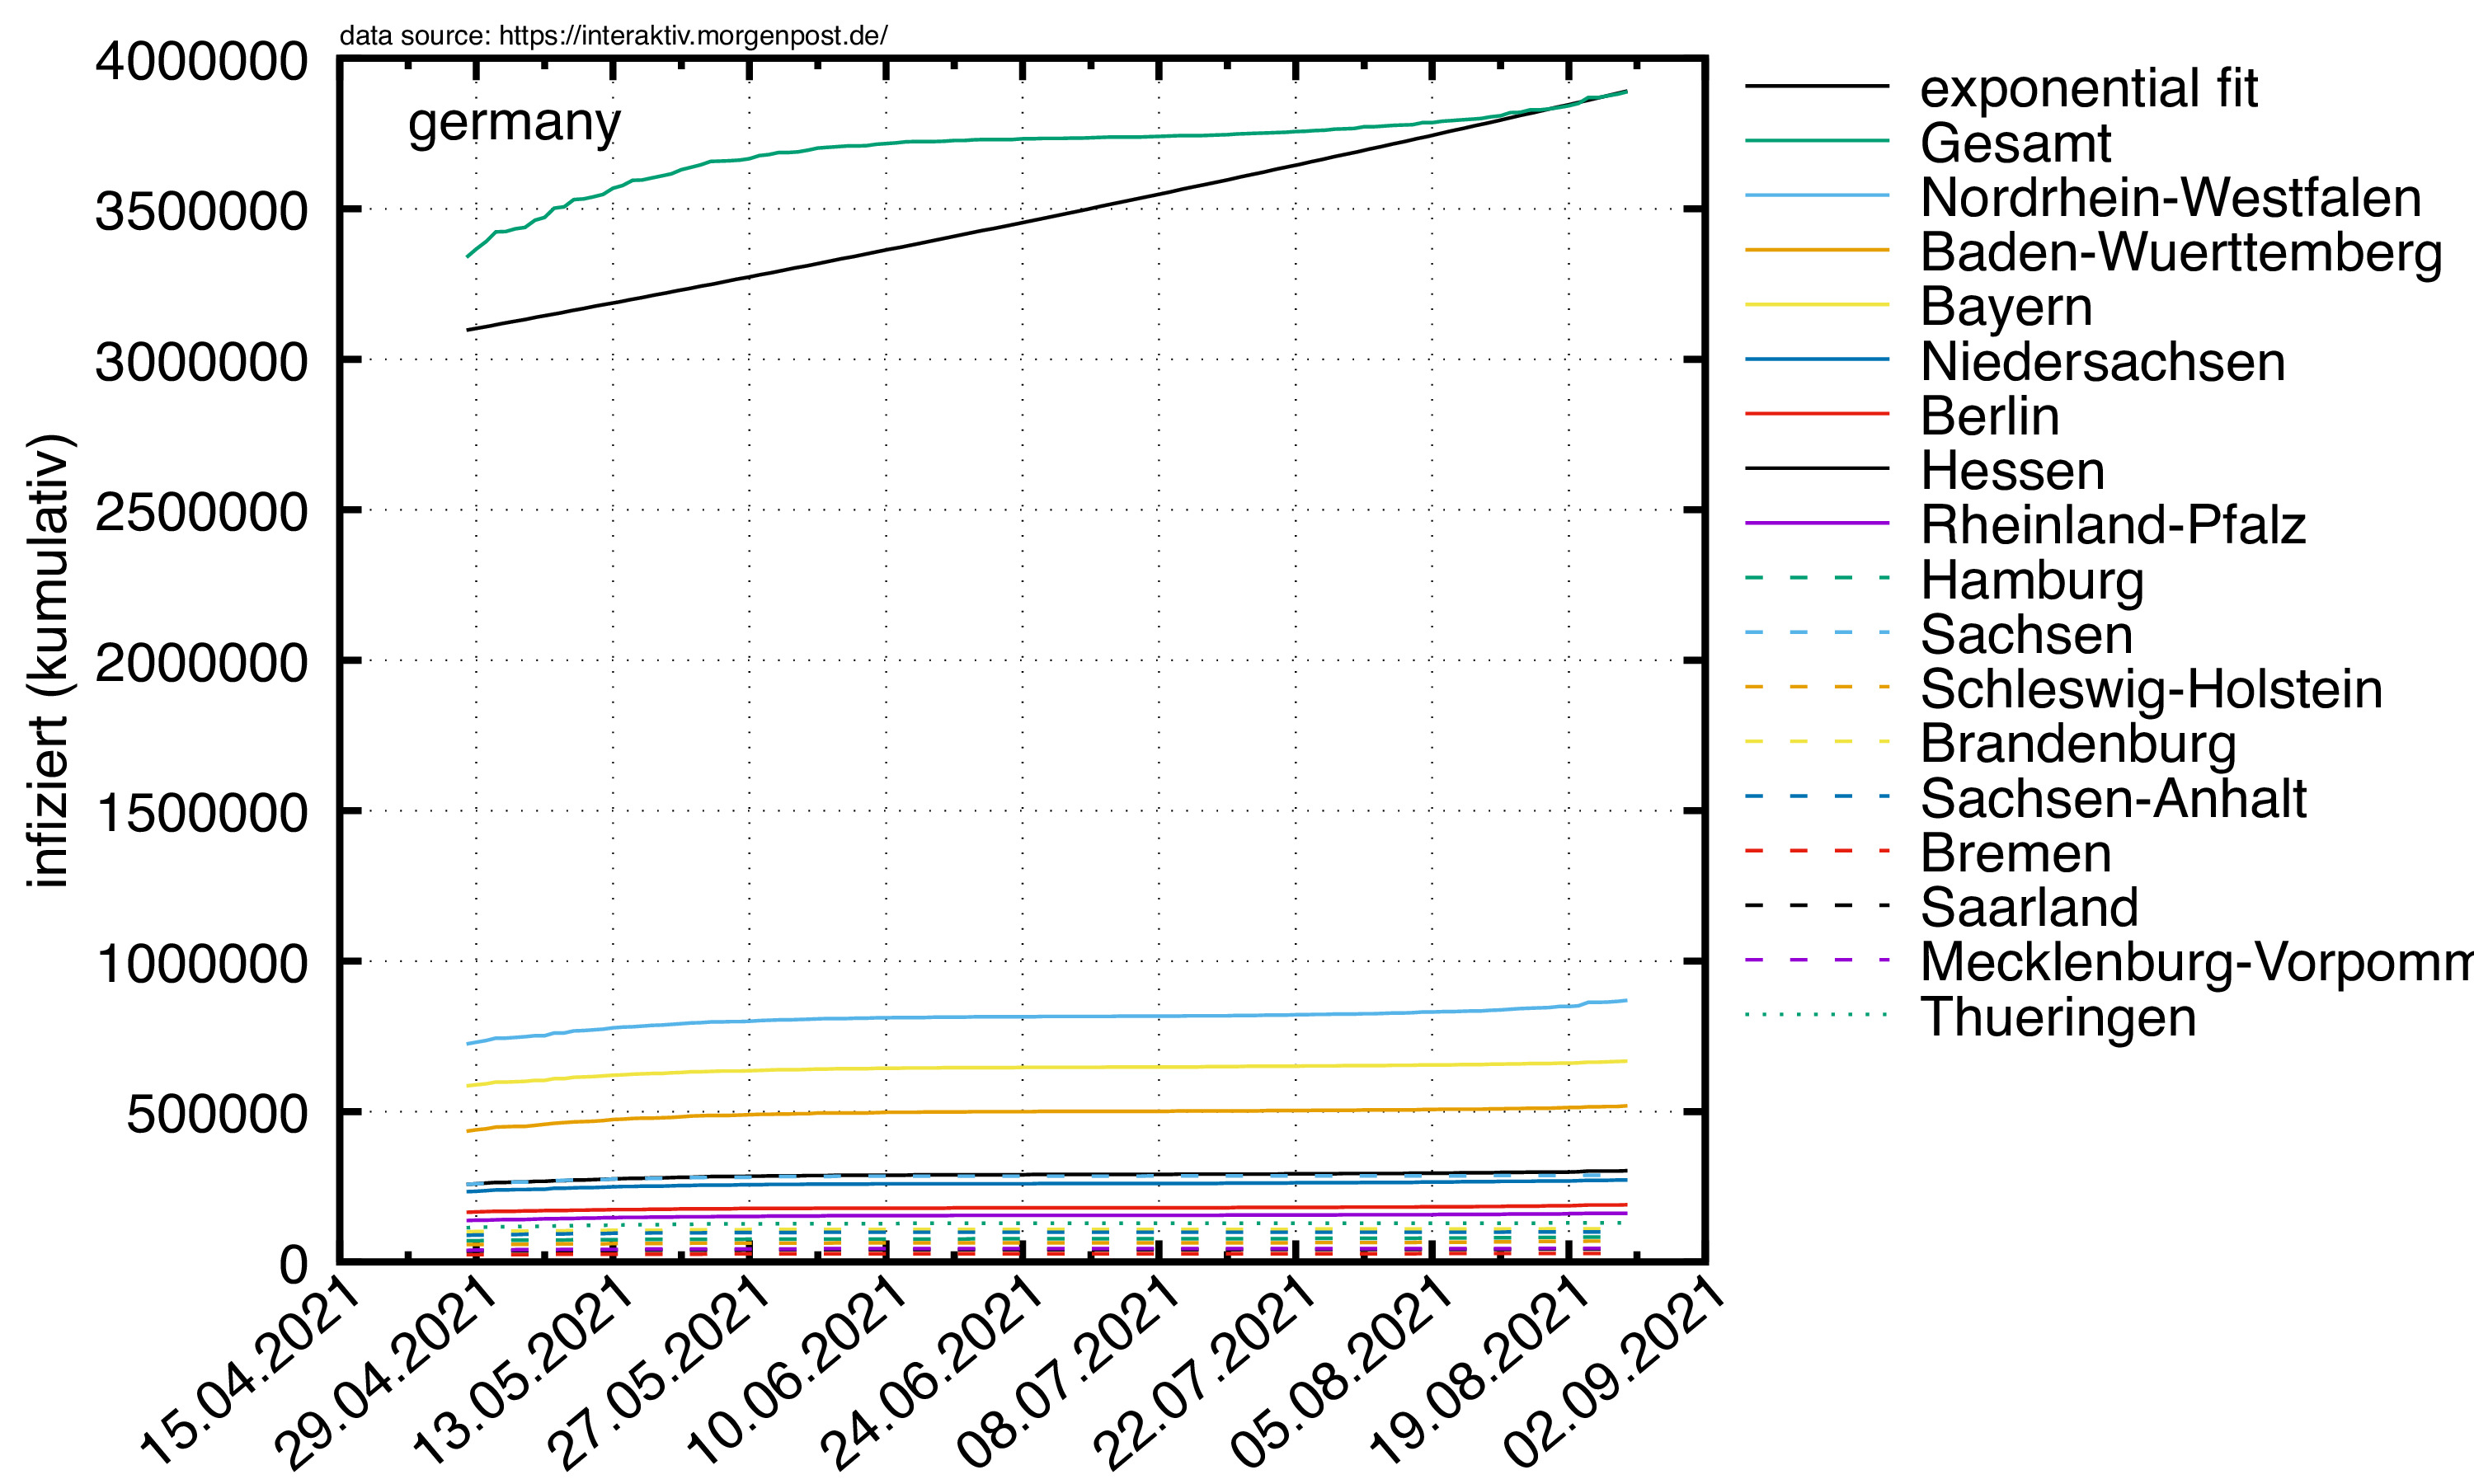 data source: https://interaktiv.morgenpost.de/
germany
infiziert (kumulativ)
4000000
3500000
3000000
2500000
2000000
1500000
1000000
500000
0
15.04.2021
29.04.2021
13.05.2021
27.05.2021
10.06.2021
24.06.2021
08.07.2021
22.07.2021
05.08.2021
19.08.2021
02.09.2021
exponential fit
Gesamt
Nordrhein-Westfalen
Baden-Wuerttemberg
Bayern
Niedersachsen
Berlin
Hessen
Rheinland-Pfalz
Hamburg
Sachsen
Schleswig-Holstein
Brandenburg
Sachsen-Anhalt
Bremen
Saarland
Mecklenburg-Vorpomm
Thueringen